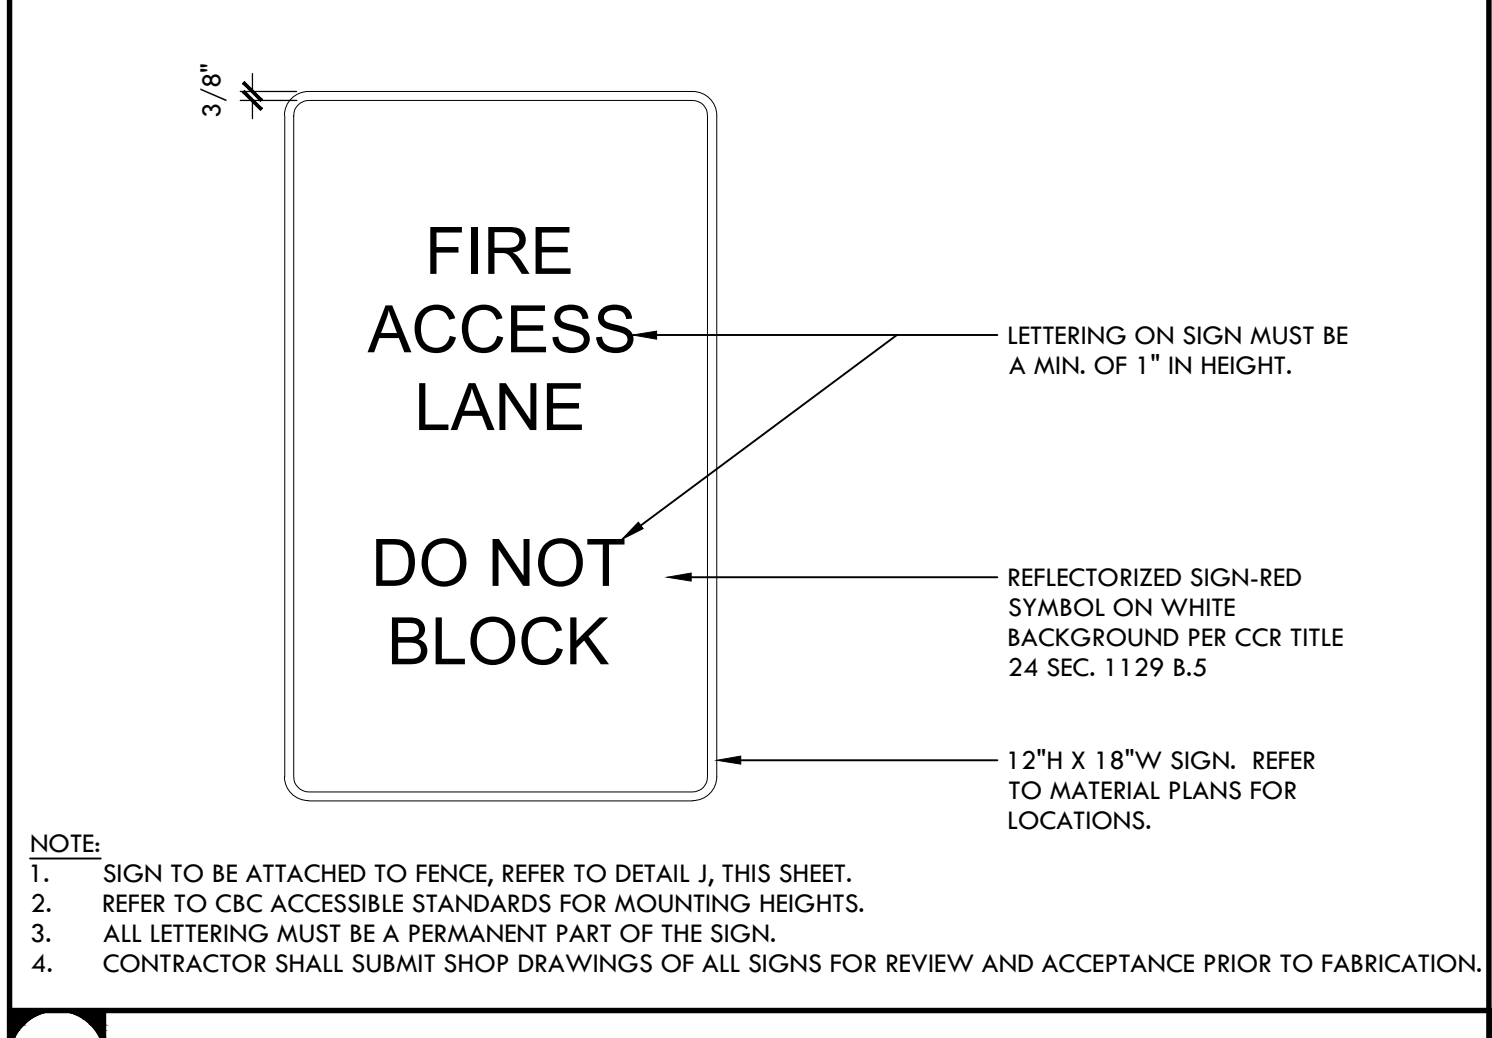 3/8"
FIRE
ACCESS
LANE
DO NOT
BLOCK
LETTERING ON SIGN MUST BE
A MIN. OF 1" IN HEIGHT.
REFLECTORIZED SIGN-RED
SYMBOL ON WHITE
BACKGROUND PER CCR TITLE
24 SEC. 1129 B.5
12"H X 18"W SIGN. REFER
TO MATERIAL PLANS FOR
LOCATIONS.
NOTE:
1. SIGN TO BE ATTACHED TO FENCE, REFER TO DETAIL J, THIS SHEET.
2. REFER TO CBC ACCESSIBLE STANDARDS FOR MOUNTING HEIGHTS.
3. ALL LETTERING MUST BE A PERMANENT PART OF THE SIGN.
4. CONTRACTOR SHALL SUBMIT SHOP DRAWINGS OF ALL SIGNS FOR REVIEW AND ACCEPTANCE PRIOR TO FABRICATION.